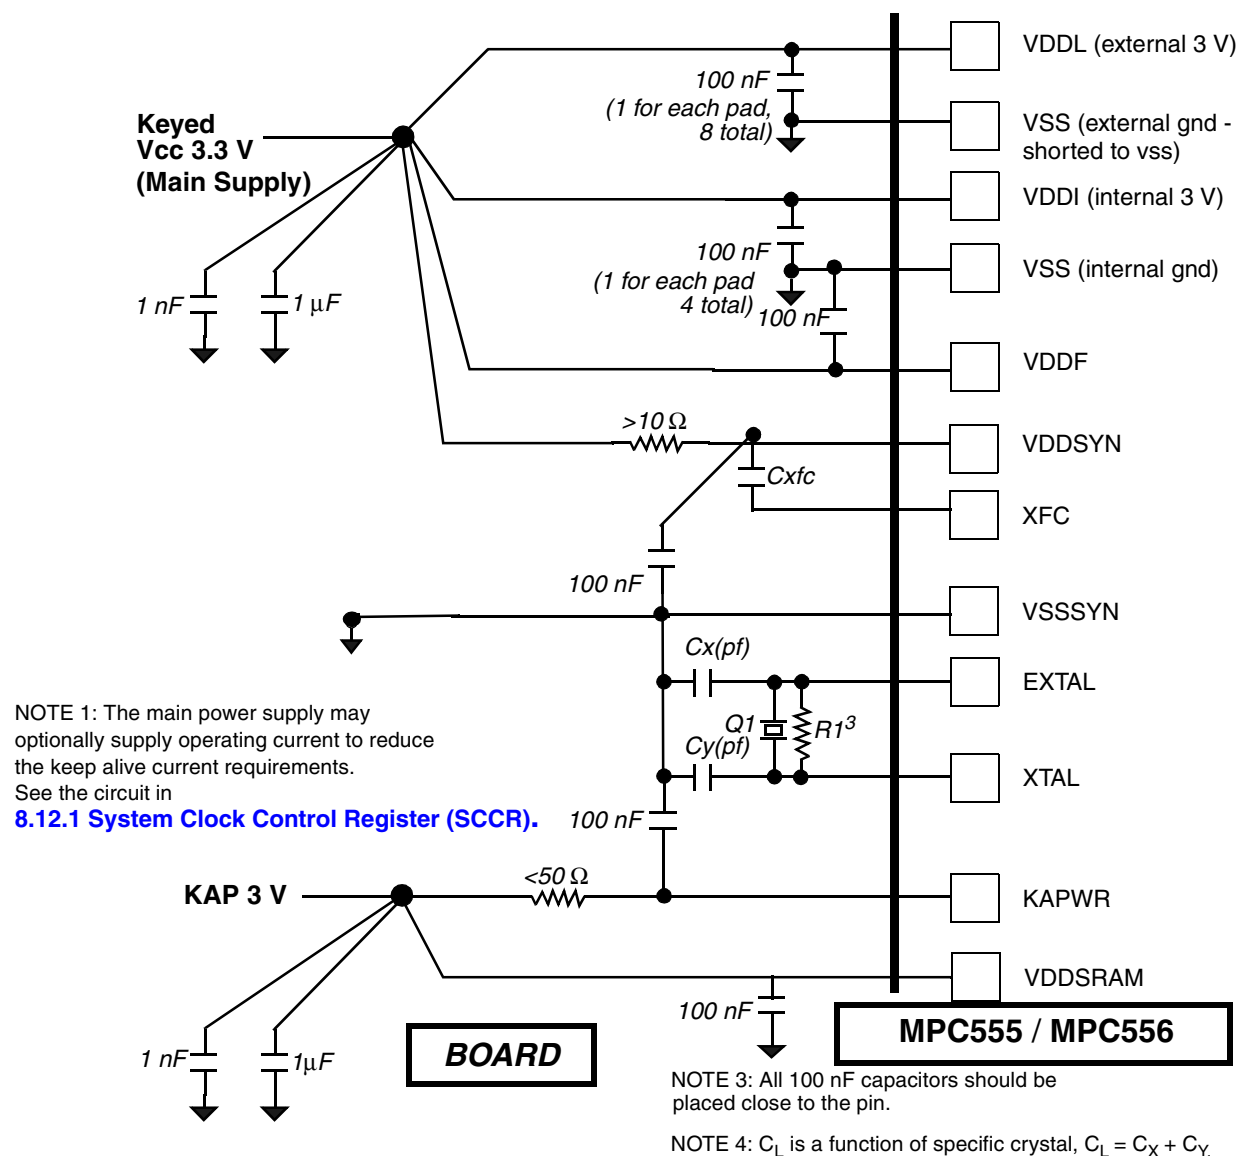 VDDL (external 3 V)
100 nF
(1 for each pad,
8 total)
Keyed
Vcc 3.3 V
(Main Supply)
VSS (external gnd -
shorted to vss)
VDDI (internal 3 V)
100 nF
(1 for each pad
4 total)
VSS (internal gnd)
1 nF
1 μF
100 nF
VDDF
>10 Ω
VDDSYN
Cxfc
XFC
100 nF
VSSSYN
Cx(pf)
EXTAL
Q1
R1³
Cy(pf)
XTAL
NOTE 1: The main power supply may
optionally supply operating current to reduce
the keep alive current requirements.
See the circuit in
8.12.1 System Clock Control Register (SCCR).
100 nF
<50 Ω
KAP 3 V
KAPWR
VDDSRAM
100 nF
1 nF
1μF
BOARD
MPC555 / MPC556
NOTE 3: All 100 nF capacitors should be
placed close to the pin.
NOTE 4: C_L is a function of specific crystal, C_L = C_X + C_Y.